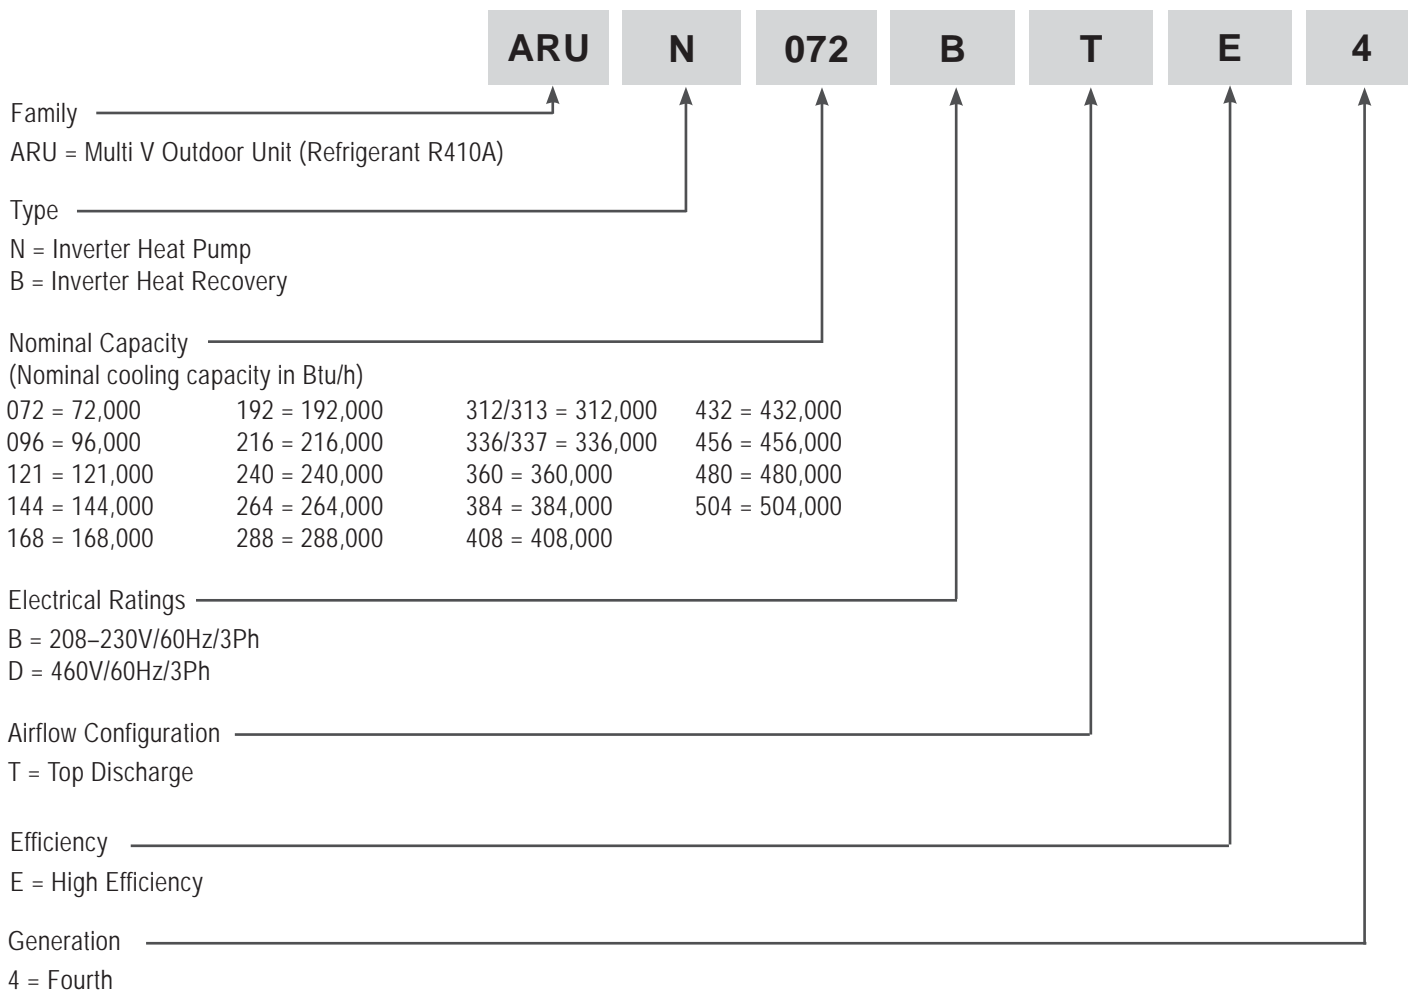 ARU N 072 B T E 4
Family
ARU = Multi V Outdoor Unit (Refrigerant R410A)
Type
N = Inverter Heat Pump
B = Inverter Heat Recovery
Nominal Capacity
(Nominal cooling capacity in Btu/h)
072 = 72,000 192 = 192,000 312/313 = 312,000 432 = 432,000
096 = 96,000 216 = 216,000 336/337 = 336,000 456 = 456,000
121 = 121,000 240 = 240,000 360 = 360,000 480 = 480,000
144 = 144,000 264 = 264,000 384 = 384,000 504 = 504,000
168 = 168,000 288 = 288,000 408 = 408,000
Electrical Ratings
B = 208–230V/60Hz/3Ph
D = 460V/60Hz/3Ph
Airflow Configuration
T = Top Discharge
Efficiency
E = High Efficiency
Generation
4 = Fourth